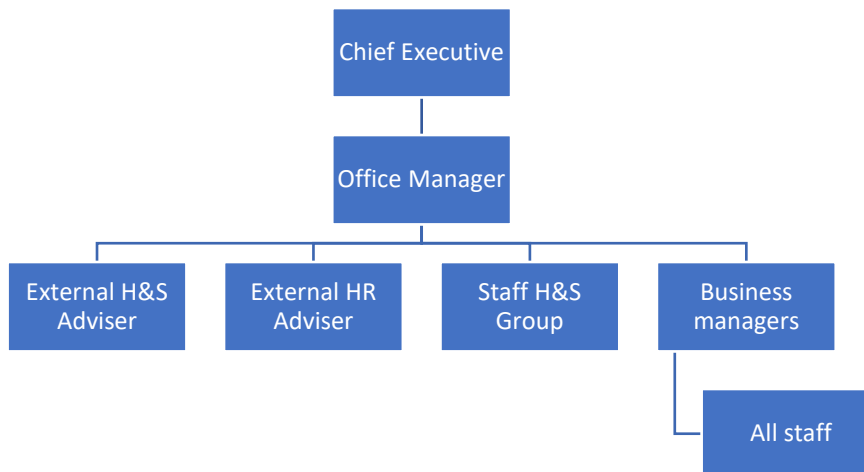 Chief Executive
Office Manager
External H&S
Adviser
External HR
Adviser
Staff H&S
Group
Business
managers
All staff